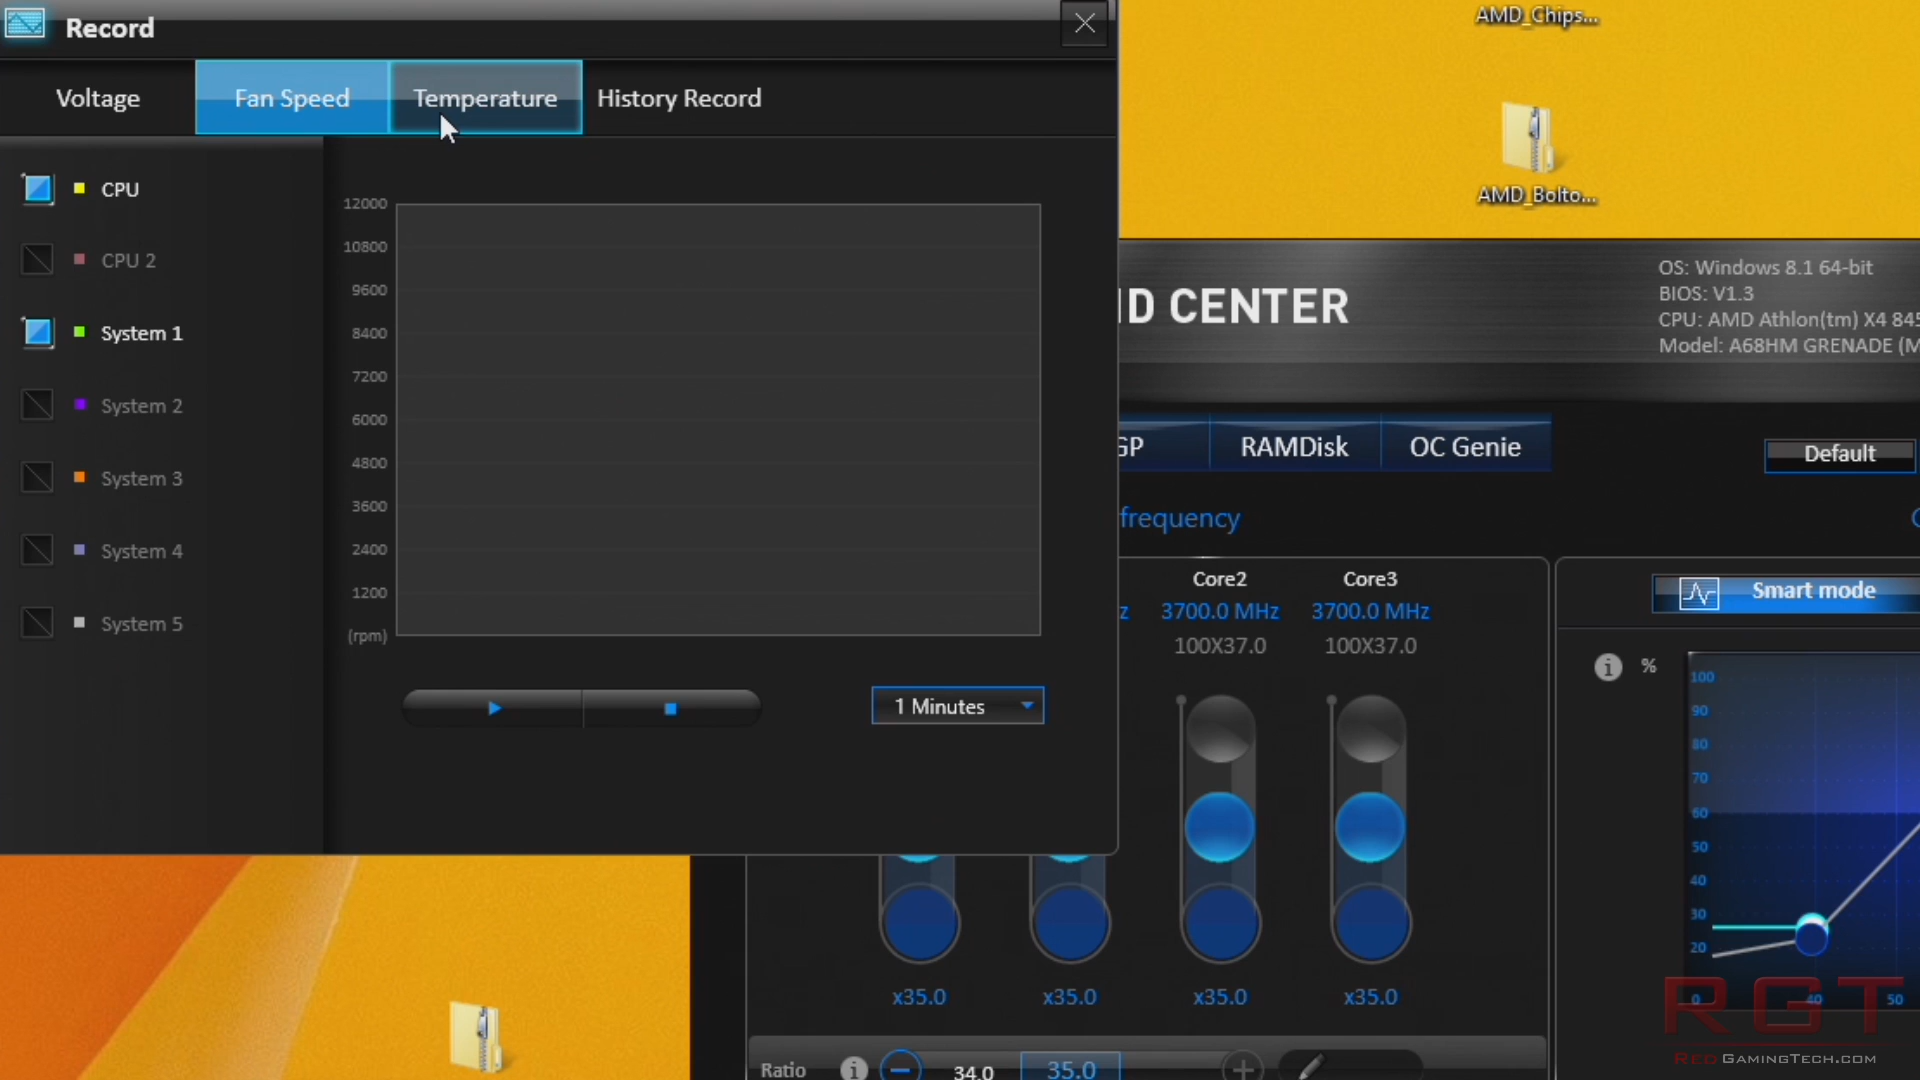 Record
Voltage
Fan Speed
Temperature
History Record
CPU
CPU 2
System 1
System 2
System 3
System 4
System 5
12000
10800
9600
8400
7200
6000
4800
3600
2400
1200
(rpm)
1 Minutes
AMD_Chips...
AMD_Bolto...
D CENTER
OS: Windows 8.1 64-bit
BIOS: V1.3
CPU: AMD Athlon(tm) X4 845
Model: A68HM GRENADE (M
GP
RAMDisk
OC Genie
Default
frequency
Core2
Core3
z
3700.0 MHz
3700.0 MHz
100X37.0
100X37.0
x35.0
x35.0
x35.0
x35.0
Ratio
34.0
35.0
Smart mode
%
100
90
80
70
60
50
40
30
20
0
40
50
RGT
REDGAMINGTECH.COM